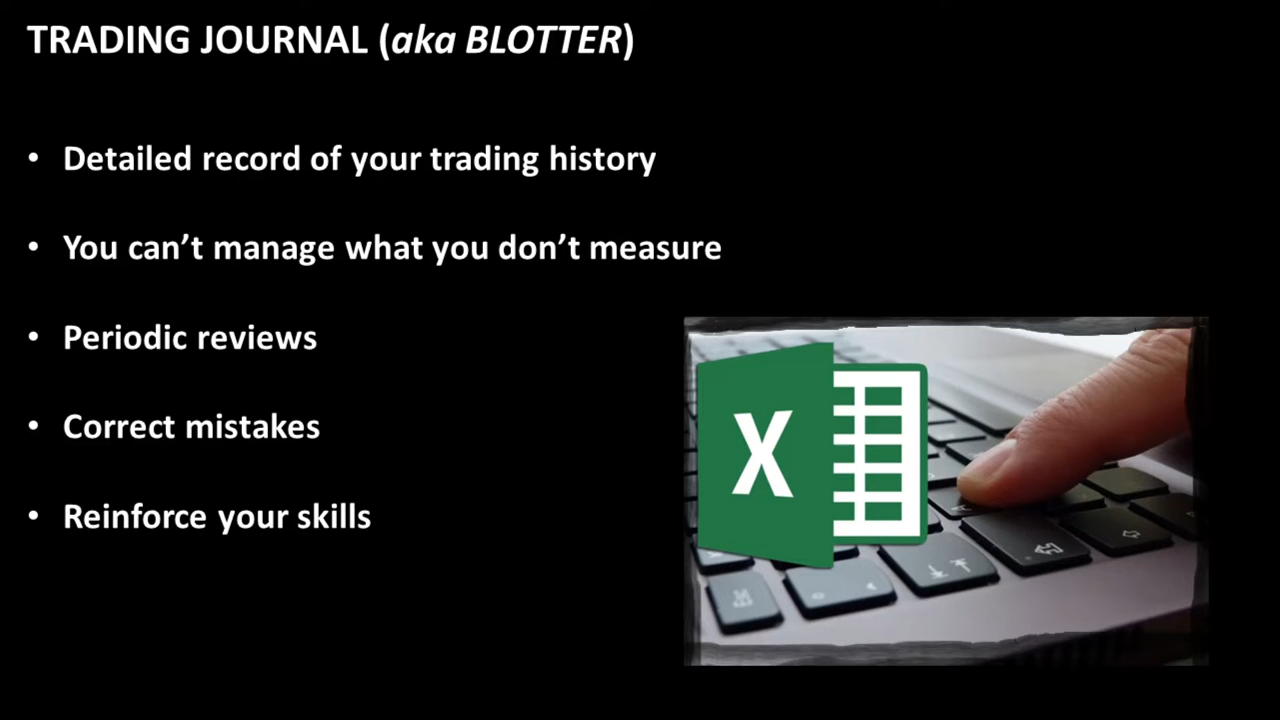 TRADING JOURNAL (aka BLOTTER)
• Detailed record of your trading history
• You can’t manage what you don’t measure
• Periodic reviews
• Correct mistakes
• Reinforce your skills
X